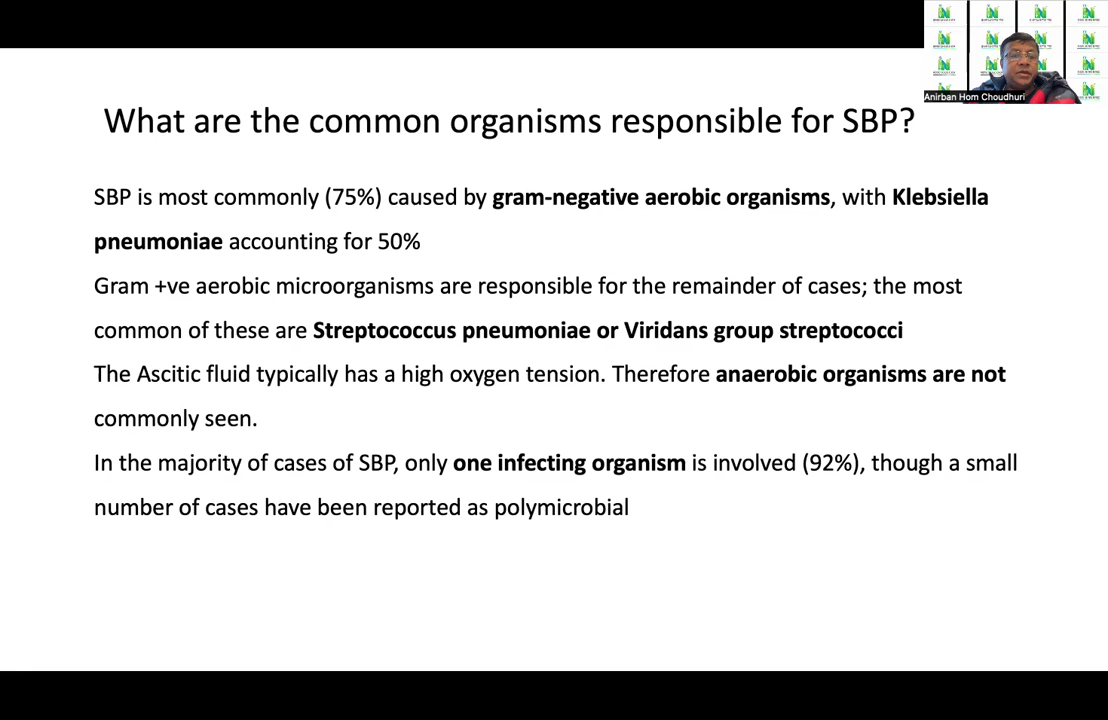 Anirban Hom Choudhuri
What are the common organisms responsible for SBP?
SBP is most commonly (75%) caused by gram-negative aerobic organisms, with Klebsiella
pneumoniae accounting for 50%
Gram +ve aerobic microorganisms are responsible for the remainder of cases; the most
common of these are Streptococcus pneumoniae or Viridans group streptococci
The Ascitic fluid typically has a high oxygen tension. Therefore anaerobic organisms are not
commonly seen.
In the majority of cases of SBP, only one infecting organism is involved (92%), though a small
number of cases have been reported as polymicrobial